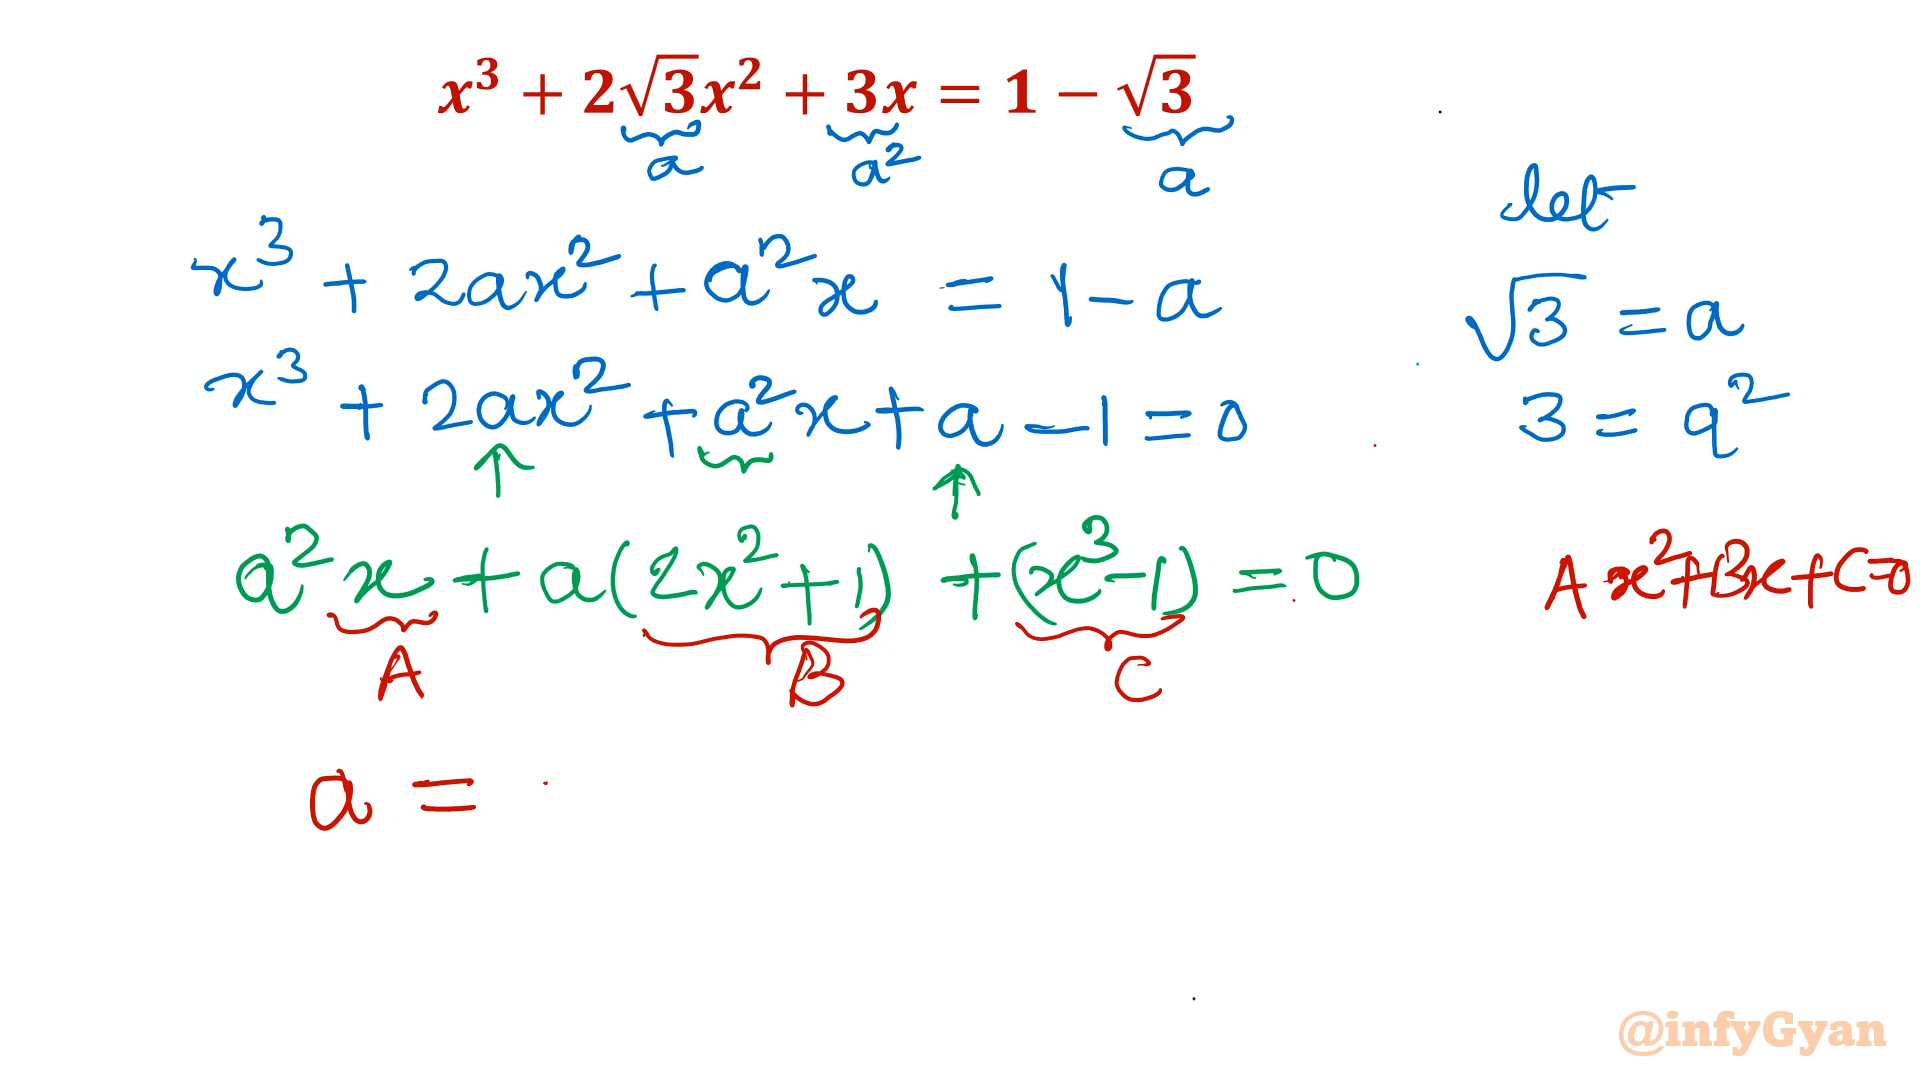 x³ + 2√3x² + 3x = 1 − √3
a a² a
let
x³ + 2ax² + a²x = 1 − a
√3 = a
x³ + 2ax² + a²x + a − 1 = 0
3 = a²
a²x + a(2x² + 1) + (x³ − 1) = 0
Ax² + Bx + C = 0
A B C
a =
@infyGyan